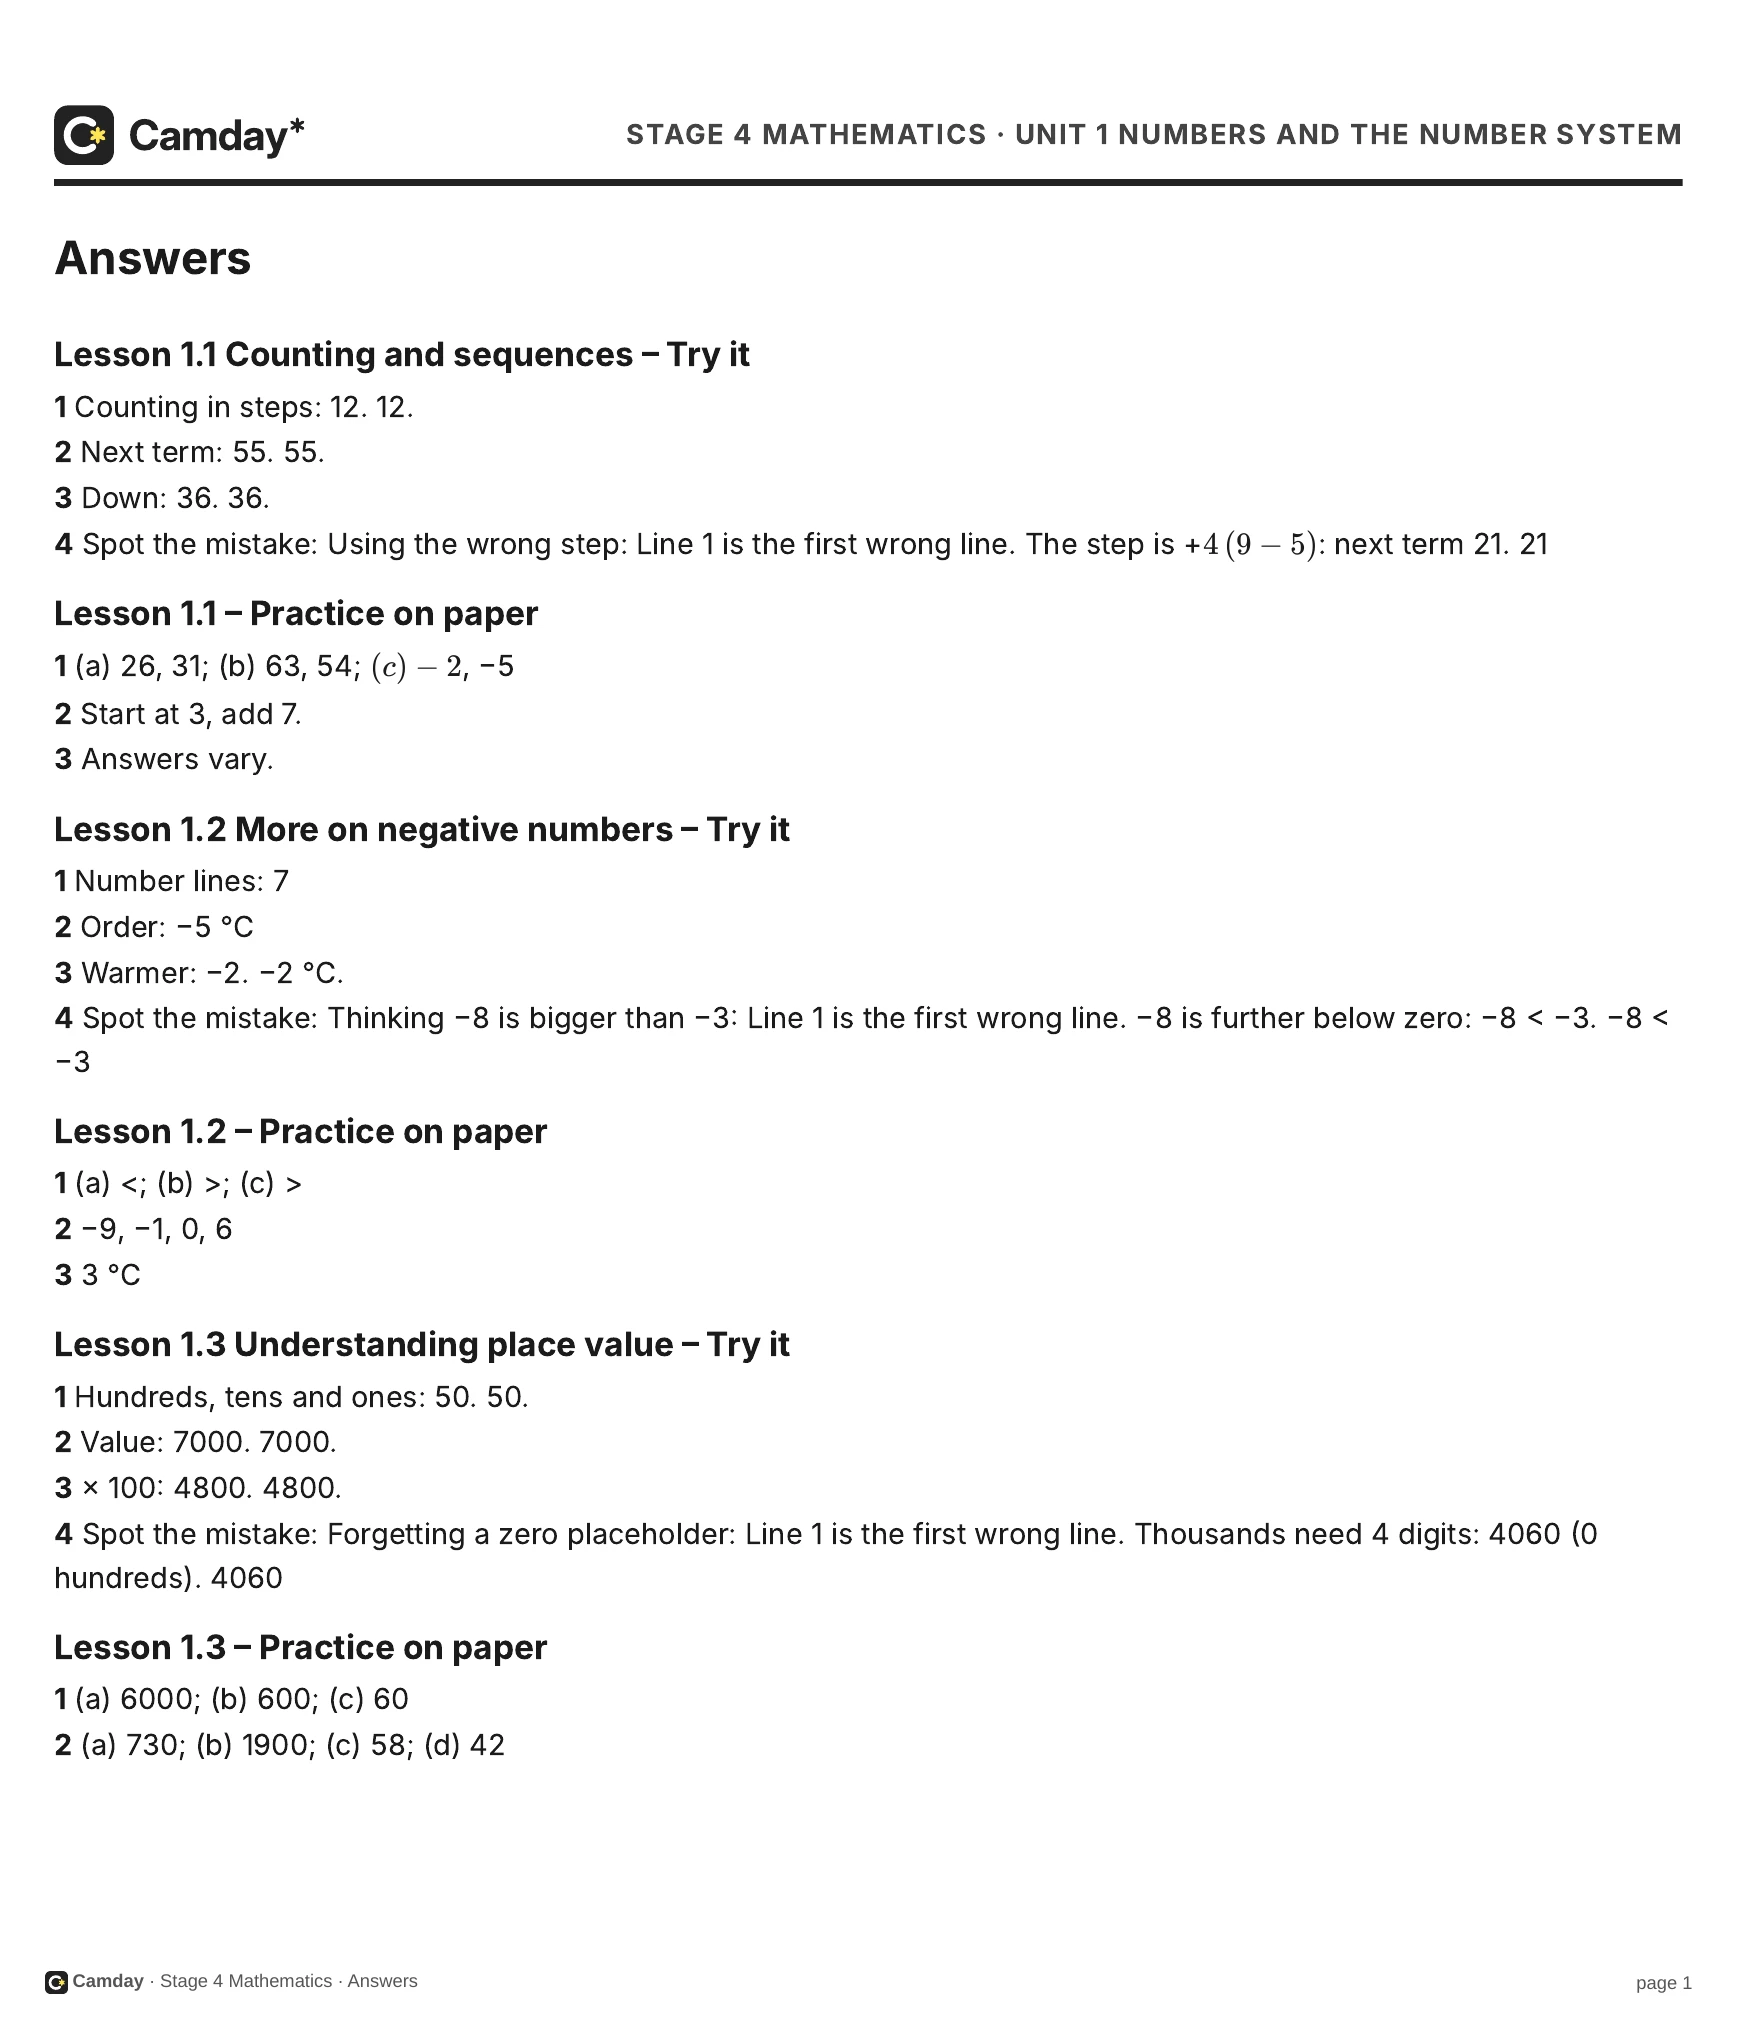 Camday*
STAGE 4 MATHEMATICS · UNIT 1 NUMBERS AND THE NUMBER SYSTEM
Answers
Lesson 1.1 Counting and sequences – Try it
1 Counting in steps: 12. 12.
2 Next term: 55. 55.
3 Down: 36. 36.
4 Spot the mistake: Using the wrong step: Line 1 is the first wrong line. The step is +4 (9 − 5): next term 21. 21
Lesson 1.1 – Practice on paper
1 (a) 26, 31; (b) 63, 54; (c) − 2, −5
2 Start at 3, add 7.
3 Answers vary.
Lesson 1.2 More on negative numbers – Try it
1 Number lines: 7
2 Order: −5 °C
3 Warmer: −2. −2 °C.
4 Spot the mistake: Thinking −8 is bigger than −3: Line 1 is the first wrong line. −8 is further below zero: −8 < −3. −8 <
−3
Lesson 1.2 – Practice on paper
1 (a) <; (b) >; (c) >
2 −9, −1, 0, 6
3 3 °C
Lesson 1.3 Understanding place value – Try it
1 Hundreds, tens and ones: 50. 50.
2 Value: 7000. 7000.
3 × 100: 4800. 4800.
4 Spot the mistake: Forgetting a zero placeholder: Line 1 is the first wrong line. Thousands need 4 digits: 4060 (0
hundreds). 4060
Lesson 1.3 – Practice on paper
1 (a) 6000; (b) 600; (c) 60
2 (a) 730; (b) 1900; (c) 58; (d) 42
Camday · Stage 4 Mathematics · Answers
page 1